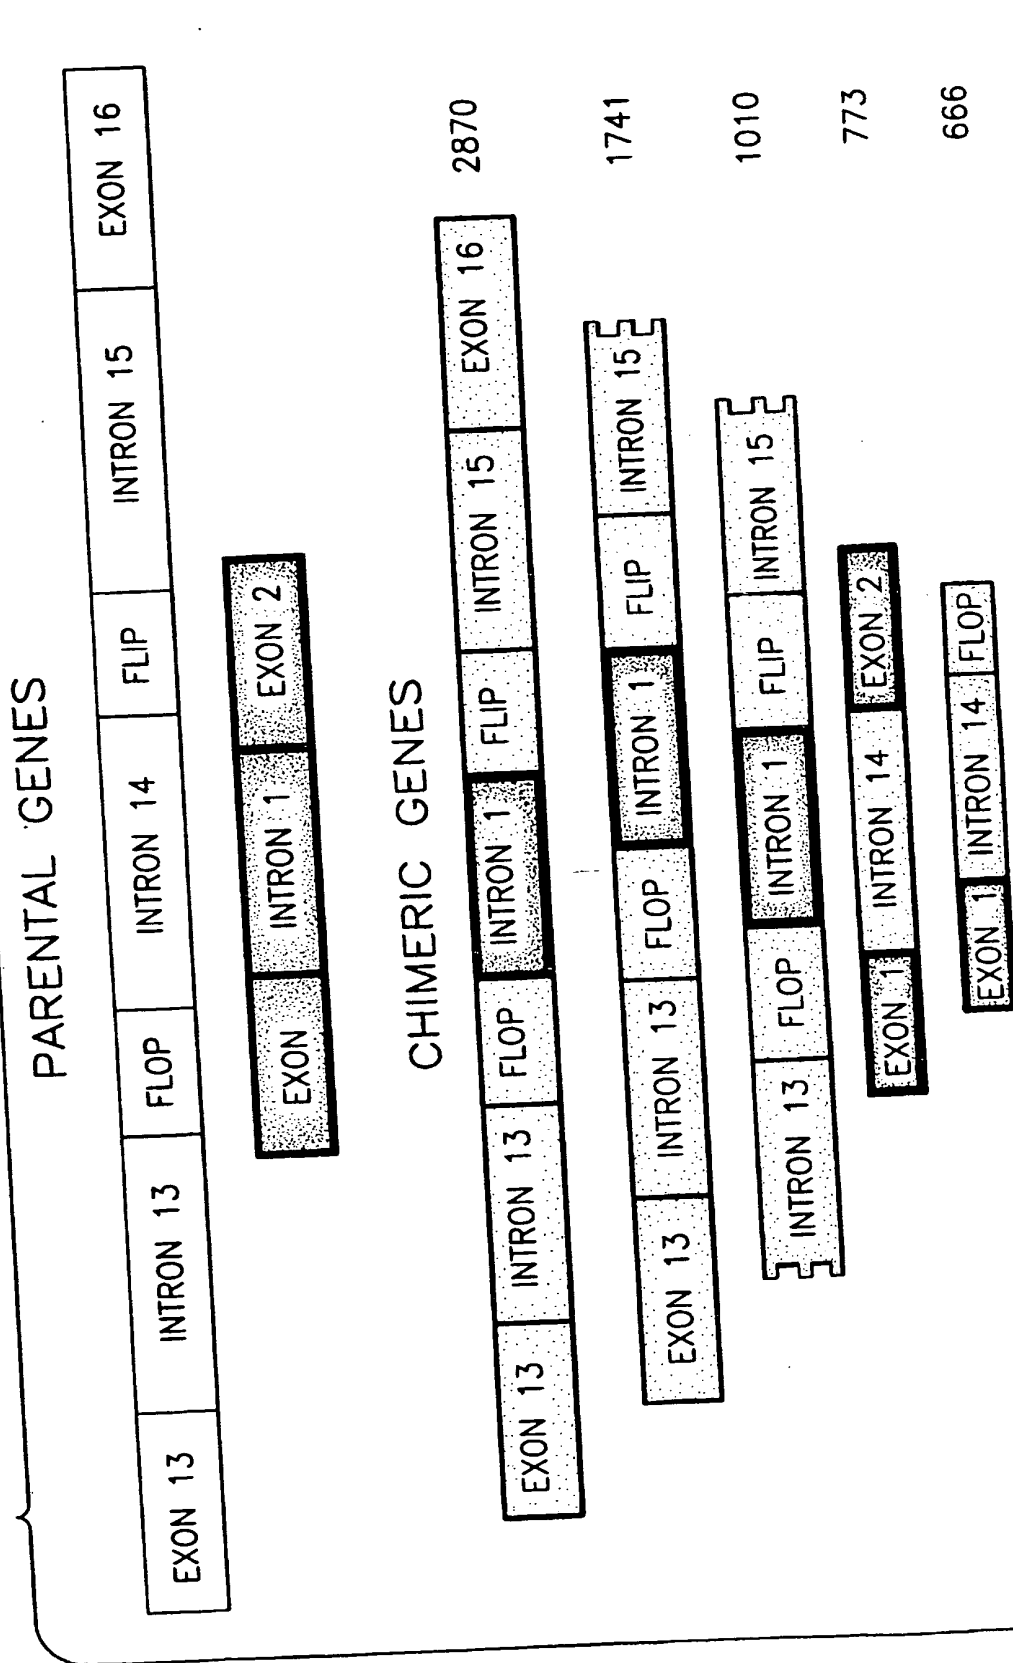 PARENTAL GENES
EXON 13 INTRON 13 FLOP INTRON 14 FLIP INTRON 15 EXON 16
EXON INTRON 1 EXON 2
CHIMERIC GENES
EXON 13 INTRON 13 FLOP INTRON 1 FLIP INTRON 15 EXON 16 2870
EXON 13 INTRON 13 FLOP INTRON 1 FLIP INTRON 15 1741
INTRON 13 FLOP INTRON 1 FLIP INTRON 15 1010
EXON 1 INTRON 14 EXON 2 773
EXON 1 INTRON 14 FLOP 666